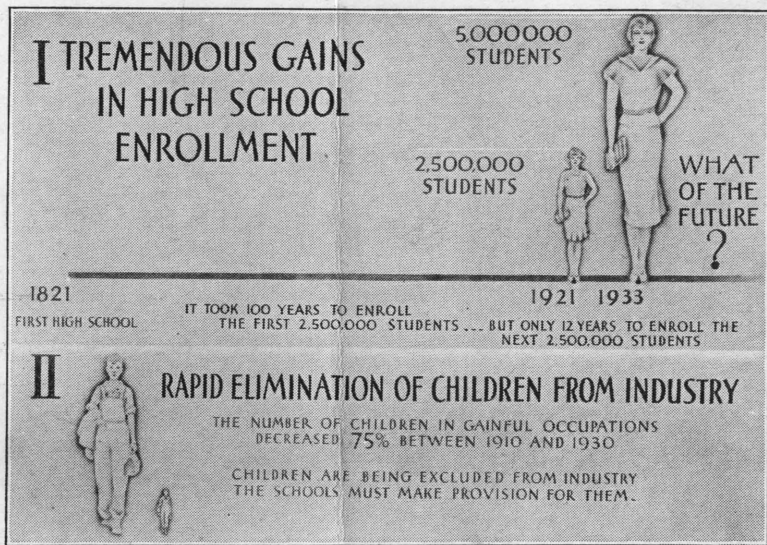 I TREMENDOUS GAINS
IN HIGH SCHOOL
ENROLLMENT
5,000,000
STUDENTS
2,500,000
STUDENTS
WHAT
OF THE
FUTURE
?
1821
FIRST HIGH SCHOOL
1921 1933
IT TOOK 100 YEARS TO ENROLL
THE FIRST 2,500,000 STUDENTS ... BUT ONLY 12 YEARS TO ENROLL THE
NEXT 2,500,000 STUDENTS
II RAPID ELIMINATION OF CHILDREN FROM INDUSTRY
THE NUMBER OF CHILDREN IN GAINFUL OCCUPATIONS
DECREASED 75% BETWEEN 1910 AND 1930
CHILDREN ARE BEING EXCLUDED FROM INDUSTRY
THE SCHOOLS MUST MAKE PROVISION FOR THEM.